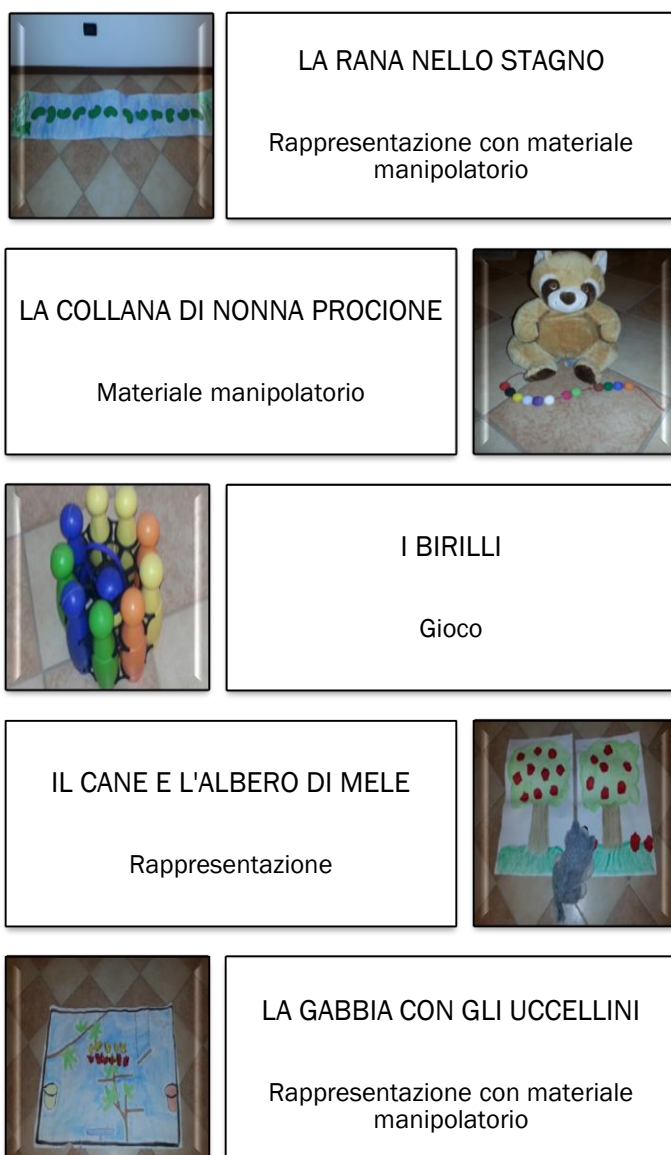 LA RANA NELLO STAGNO
Rappresentazione con materiale
manipolatorio
LA COLLANA DI NONNA PROCIONE
Materiale manipolatorio
I BIRILLI
Gioco
IL CANE E L'ALBERO DI MELE
Rappresentazione
LA GABBIA CON GLI UCCELLINI
Rappresentazione con materiale
manipolatorio